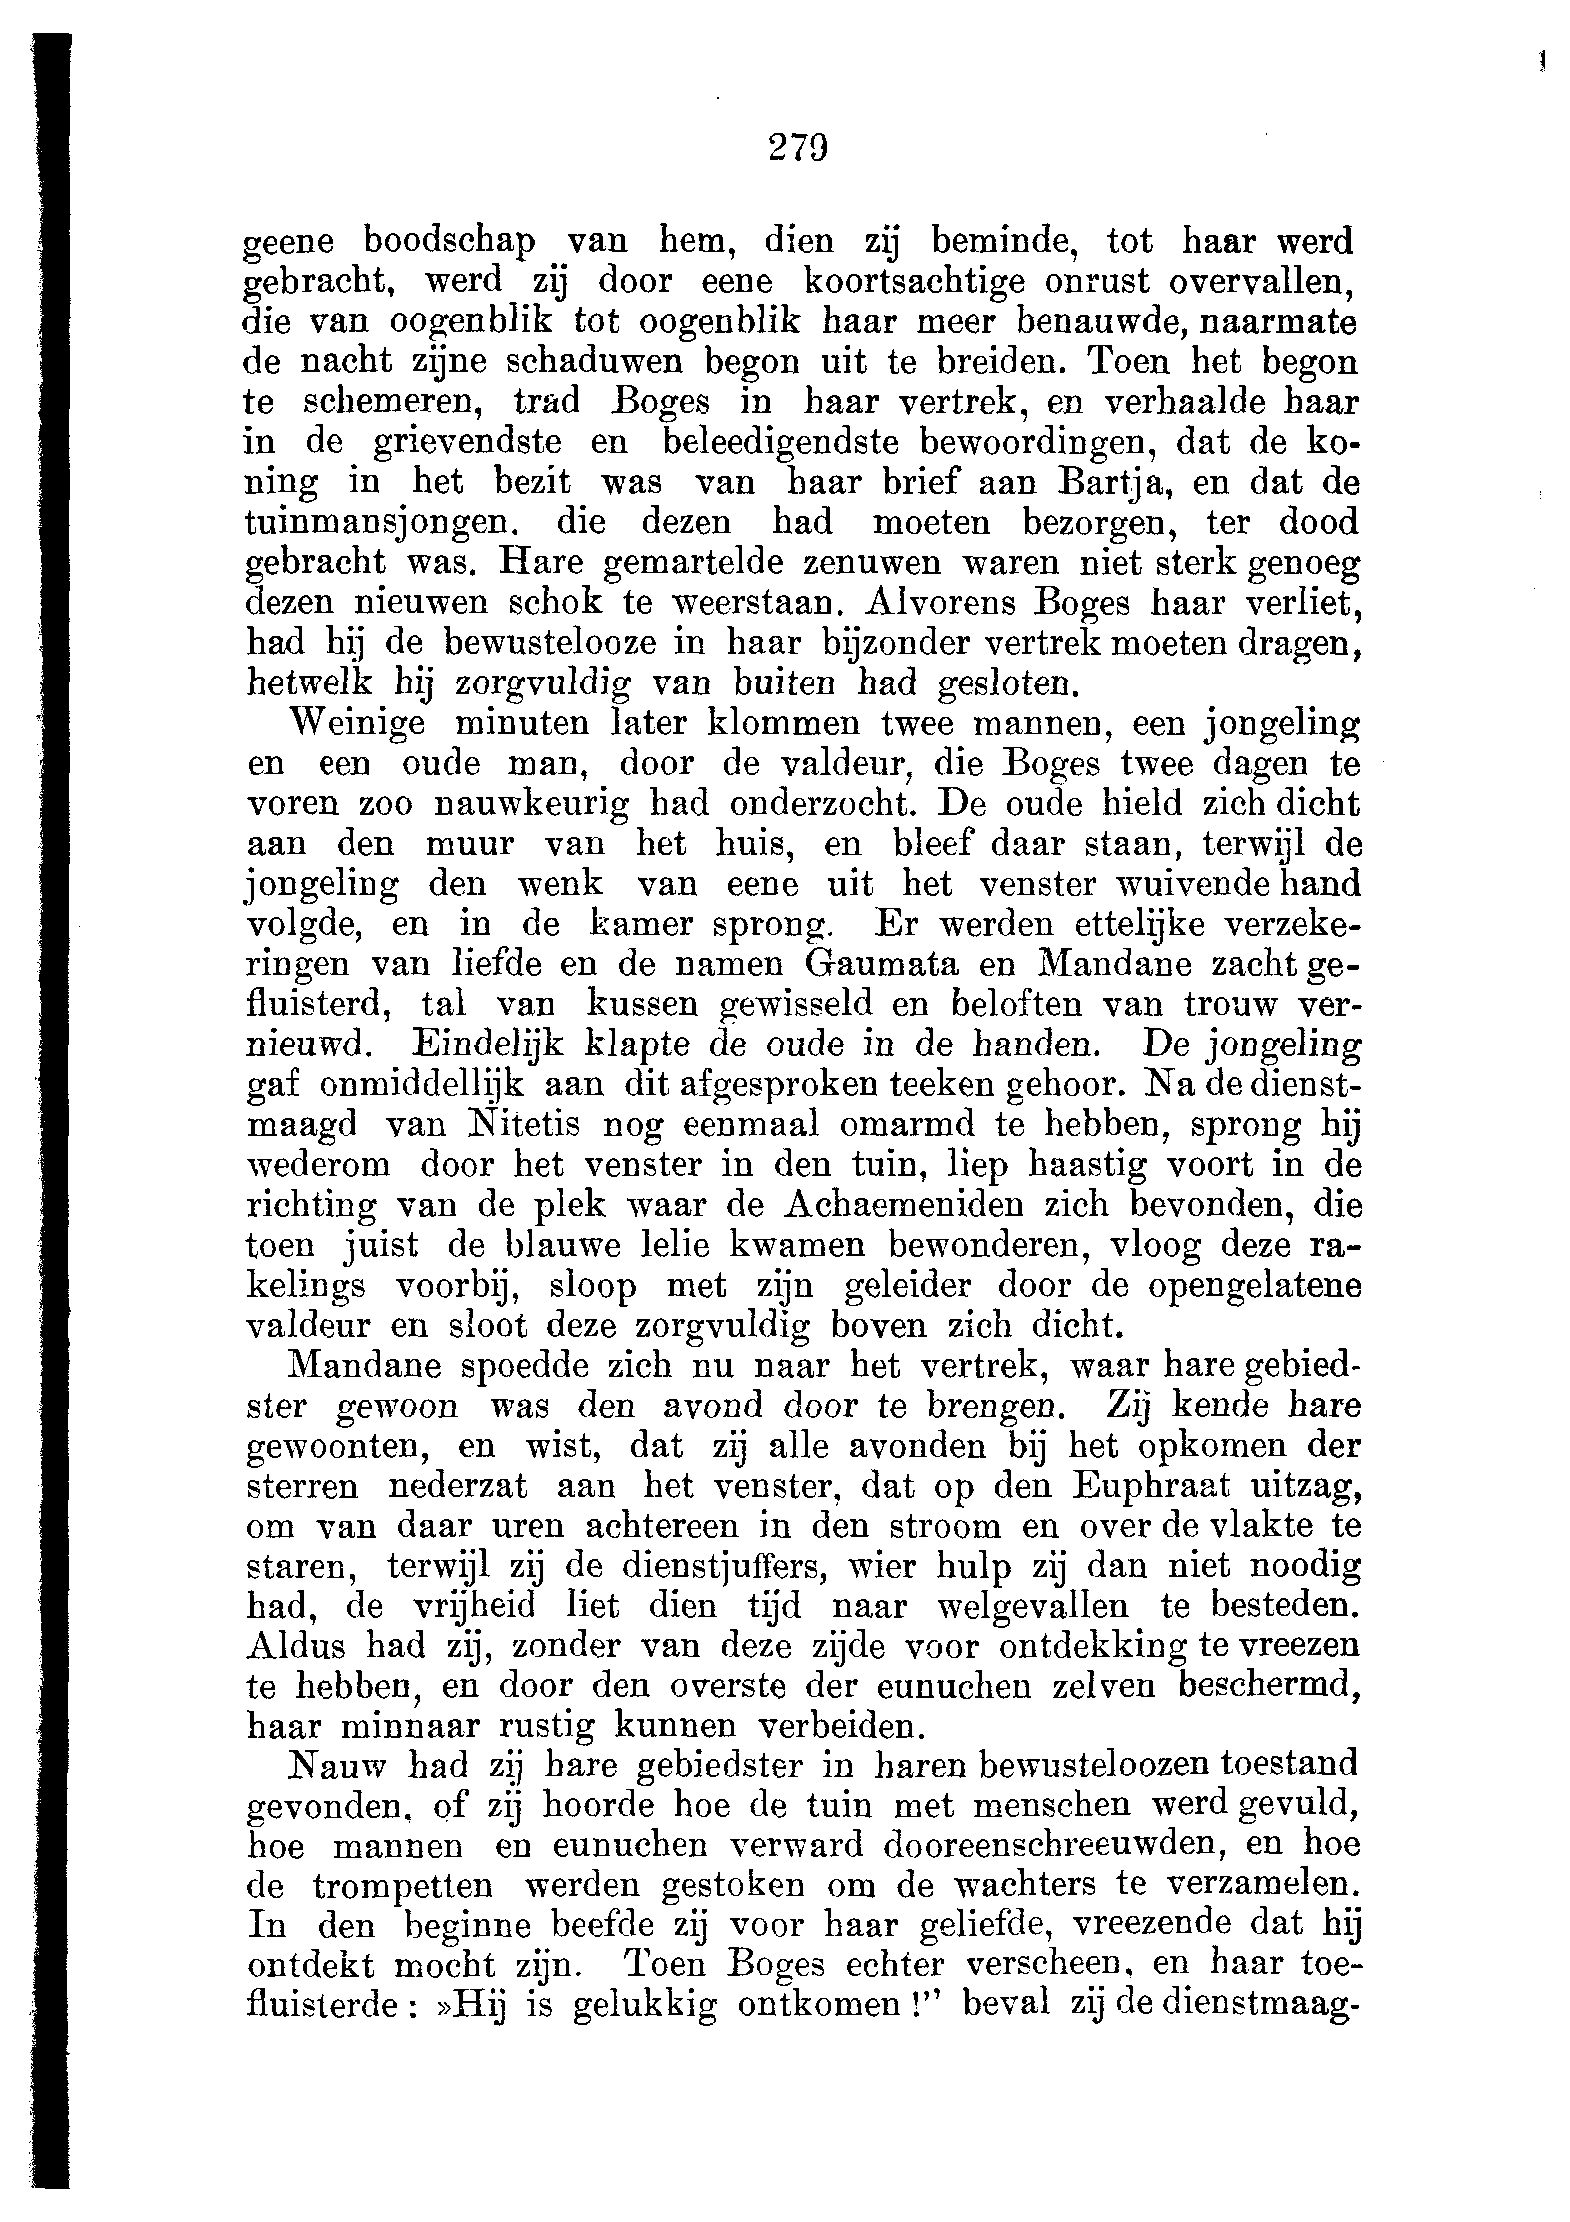 279
geene boodschap van hem, dien zij beminde, tot haar werd
gebracht, werd zij door eene koortsachtige onrust overvallen,
die van oogenblik tot oogenblik haar meer benauwde, naarmate
de nacht zijne schaduwen begon uit te breiden. Toen het begon
te schemeren, trad Boges in haar vertrek, en verhaalde haar
in de grievendste en beleedigendste bewoordingen, dat de ko-
ning in het bezit was van haar brief aan Bartja, en dat de
tuinmansjongen. die dezen had moeten bezorgen, ter dood
gebracht was. Hare gemartelde zenuwen waren niet sterk genoeg
dezen nieuwen schok te weerstaan. Alvorens Boges haar verliet,
had hij de bewustelooze in haar bijzonder vertrek moeten dragen,
hetwelk hij zorgvuldig van buiten had gesloten.
Weinige minuten later klommen twee mannen, een jongeling
en een oude man, door de valdeur, die Boges twee dagen te
voren zoo nauwkeurig had onderzocht. De oude hield zich dicht
aan den muur van het huis, en bleef daar staan, terwijl de
jongeling den wenk van eene uit het venster wuivende hand
volgde, en in de kamer sprong. Er werden ettelijke verzeke-
ringen van liefde en de namen Gaumata en Mandane zacht ge-
fluisterd, tal van kussen gewisseld en beloften van trouw ver-
nieuwd. Eindelijk klapte de oude in de handen. De jongeling
gaf onmiddellijk aan dit afgesproken teeken gehoor. Na de dienst-
maagd van Nitetis nog eenmaal omarmd te hebben, sprong hij
wederom door het venster in den tuin, liep haastig voort in de
richting van de plek waar de Achaemeniden zich bevonden, die
toen juist de blauwe lelie kwamen bewonderen, vloog deze ra-
kelings voorbij, sloop met zijn geleider door de opengelatene
valdeur en sloot deze zorgvuldig boven zich dicht.
Mandane spoedde zich nu naar het vertrek, waar hare gebied-
ster gewoon was den avond door te brengen. Zij kende hare
gewoonten, en wist, dat zij alle avonden bij het opkomen der
sterren nederzat aan het venster, dat op den Euphraat uitzag,
om van daar uren achtereen in den stroom en over de vlakte te
staren, terwijl zij de dienstjuffers, wier hulp zij dan niet noodig
had, de vrijheid liet dien tijd naar welgevallen te besteden.
Aldus had zij, zonder van deze zijde voor ontdekking te vreezen
te hebben, en door den overste der eunuchen zelven beschermd,
haar minnaar rustig kunnen verbeiden.
Nauw had zij hare gebiedster in haren bewusteloozen toestand
gevonden, of zij hoorde hoe de tuin met menschen werd gevuld,
hoe mannen en eunuchen verward dooreenschreeuwden, en hoe
de trompetten werden gestoken om de wachters te verzamelen.
In den beginne beefde zij voor haar geliefde, vreezende dat hij
ontdekt mocht zijn. Toen Boges echter verscheen, en haar toe-
fluisterde: »Hij is gelukkig ontkomen!” beval zij de dienstmaag-